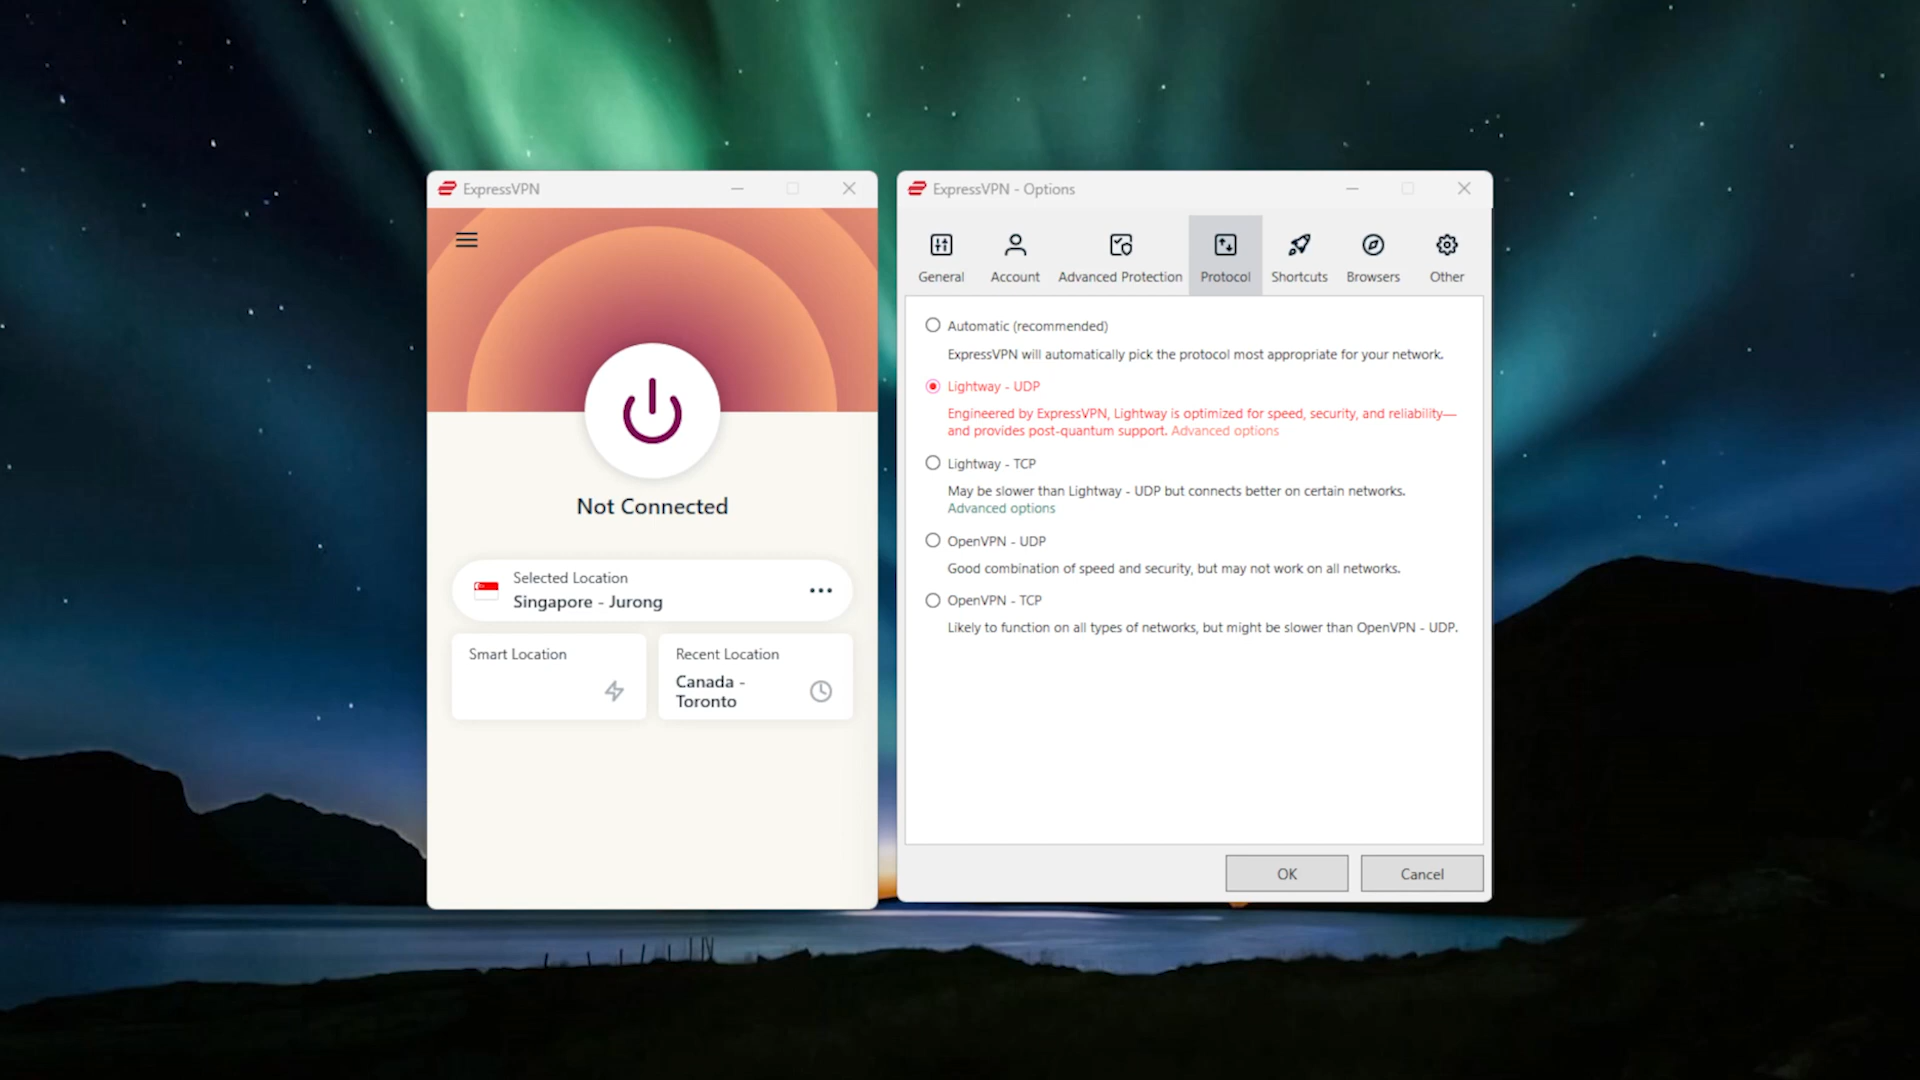 ExpressVPN
Not Connected
Selected Location
Singapore - Jurong
Smart Location
Recent Location
Canada -
Toronto
ExpressVPN - Options
General
Account
Advanced Protection
Protocol
Shortcuts
Browsers
Other
Automatic (recommended)
ExpressVPN will automatically pick the protocol most appropriate for your network.
Lightway - UDP
Engineered by ExpressVPN, Lightway is optimized for speed, security, and reliability—
and provides post-quantum support. Advanced options
Lightway - TCP
May be slower than Lightway - UDP but connects better on certain networks.
Advanced options
OpenVPN - UDP
Good combination of speed and security, but may not work on all networks.
OpenVPN - TCP
Likely to function on all types of networks, but might be slower than OpenVPN - UDP.
OK
Cancel